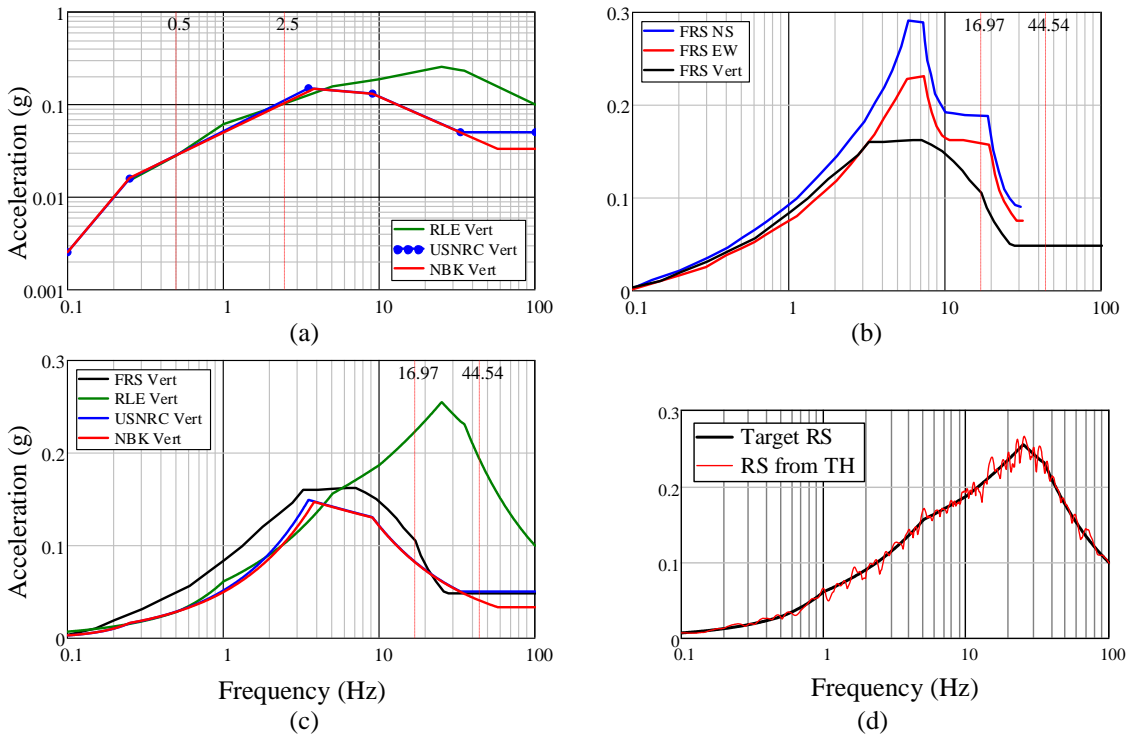 1
0.5
2.5
Acceleration (g)
0.1
0.01
0.001
RLE Vert
USNRC Vert
NBK Vert
0.1
1
10
100
(a)
0.3
FRS NS
FRS EW
FRS Vert
16.97
44.54
0.2
0.1
0
0.1
1
10
100
(b)
0.3
FRS Vert
RLE Vert
USNRC Vert
NBK Vert
16.97
44.54
Acceleration (g)
0.2
0.1
0
0.1
1
10
100
Frequency (Hz)
(c)
0.3
Target RS
RS from TH
0.2
0.1
0
0.1
1
10
100
Frequency (Hz)
(d)